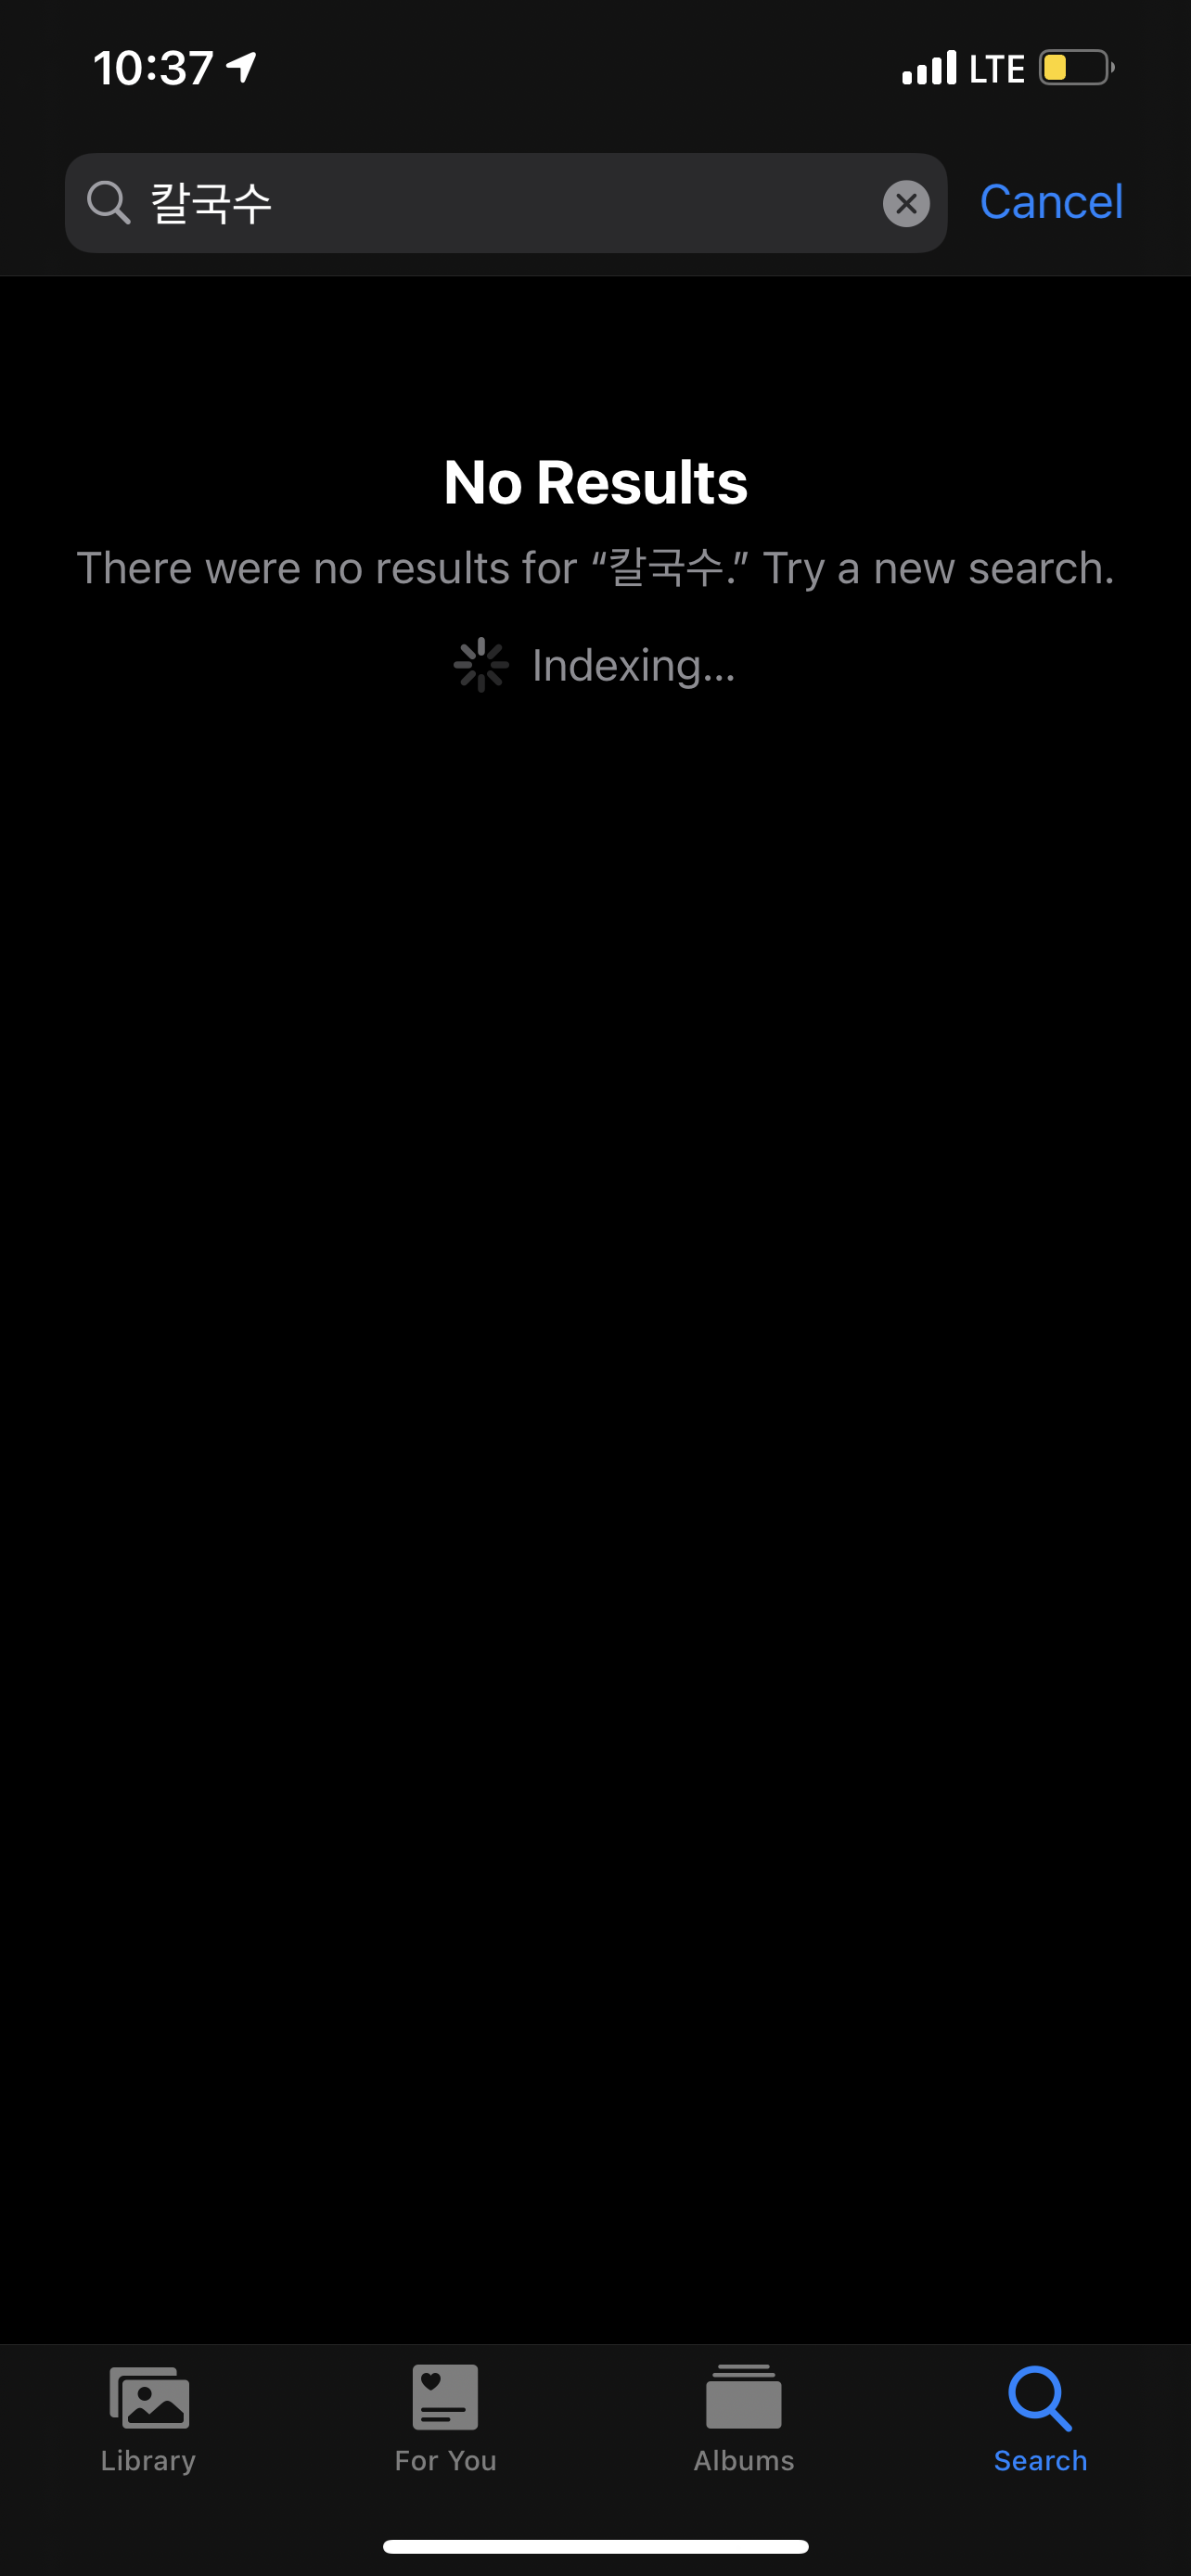 10:37 LTE
칼국수 Cancel
No Results
There were no results for “칼국수.” Try a new search.
Indexing...
Library For You Albums Search